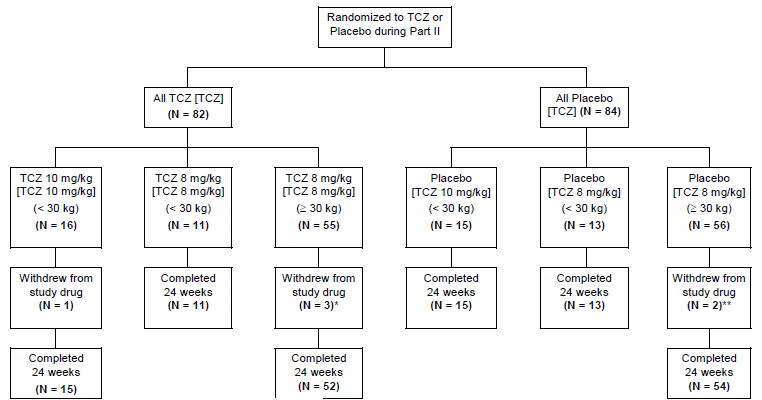 Randomized to TCZ or
Placebo during Part II
All TCZ [TCZ]
(N = 82)
All Placebo
[TCZ] (N = 84)
TCZ 10 mg/kg
[TCZ 10 mg/kg]
(< 30 kg)
(N = 16)
TCZ 8 mg/kg
[TCZ 8 mg/kg]
(< 30 kg)
(N = 11)
TCZ 8 mg/kg
[TCZ 8 mg/kg]
(≥ 30 kg)
(N = 55)
Placebo
[TCZ 10 mg/kg]
(< 30 kg)
(N = 15)
Placebo
[TCZ 8 mg/kg]
(< 30 kg)
(N = 13)
Placebo
[TCZ 8 mg/kg]
(≥ 30 kg)
(N = 56)
Withdrew from
study drug
(N = 1)
Completed
24 weeks
(N = 11)
Withdrew from
study drug
(N = 3)*
Completed
24 weeks
(N = 15)
Completed
24 weeks
(N = 13)
Withdrew from
study drug
(N = 2)**
Completed
24 weeks
(N = 15)
Completed
24 weeks
(N = 52)
Completed
24 weeks
(N = 54)